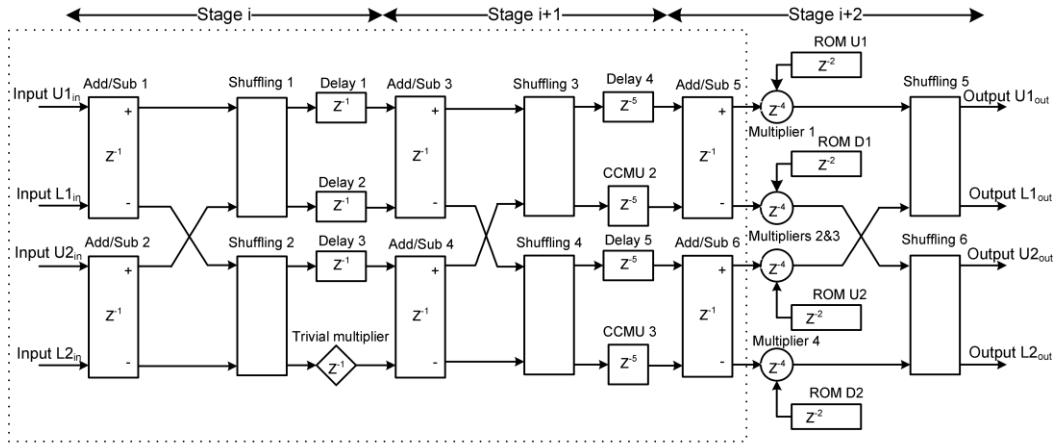 Stage i
Stage i+1
Stage i+2
ROM U1
Z-2
Add/Sub 1
Shuffling 1
Delay 1
Add/Sub 3
Shuffling 3
Delay 4
Add/Sub 5
Shuffling 5
Input U1in
+
Z-1
+
Z-5
+
Z-4
Output U1out
Multiplier 1
Z-1
Z-1
Z-1
ROM D1
Z-2
Delay 2
CCMU 2
Input L1in
-
Z-1
-
Z-5
-
Z-4
Output L1out
Add/Sub 2
Shuffling 2
Delay 3
Add/Sub 4
Shuffling 4
Delay 5
Add/Sub 6
Multipliers 2&3
Shuffling 6
Input U2in
+
Z-1
+
Z-5
+
Z-4
Output U2out
ROM U2
Z-2
Z-1
Z-1
Z-1
Trivial multiplier
CCMU 3
Multiplier 4
Input L2in
-
Z-1
-
Z-5
-
Z-4
Output L2out
ROM D2
Z-2